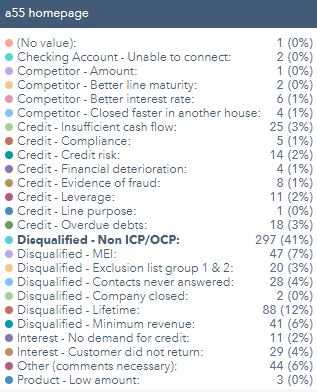 a55 homepage
(No value): 1 (0%)
Checking Account - Unable to connect: 2 (0%)
Competitor - Amount: 1 (0%)
Competitor - Better line maturity: 2 (0%)
Competitor - Better interest rate: 6 (1%)
Competitor - Closed faster in another house: 4 (1%)
Credit - Insufficient cash flow: 25 (3%)
Credit - Compliance: 5 (1%)
Credit - Credit risk: 14 (2%)
Credit - Financial deterioration: 4 (1%)
Credit - Evidence of fraud: 8 (1%)
Credit - Leverage: 11 (2%)
Credit - Line purpose: 1 (0%)
Credit - Overdue debts: 18 (3%)
Disqualified - Non ICP/OCP: 297 (41%)
Disqualified - MEI: 47 (7%)
Disqualified - Exclusion list group 1 & 2: 20 (3%)
Disqualified - Contacts never answered: 28 (4%)
Disqualified - Company closed: 2 (0%)
Disqualified - Lifetime: 88 (12%)
Disqualified - Minimum revenue: 41 (6%)
Interest - No demand for credit: 11 (2%)
Interest - Customer did not return: 29 (4%)
Other (comments necessary): 44 (6%)
Product - Low amount: 3 (0%)